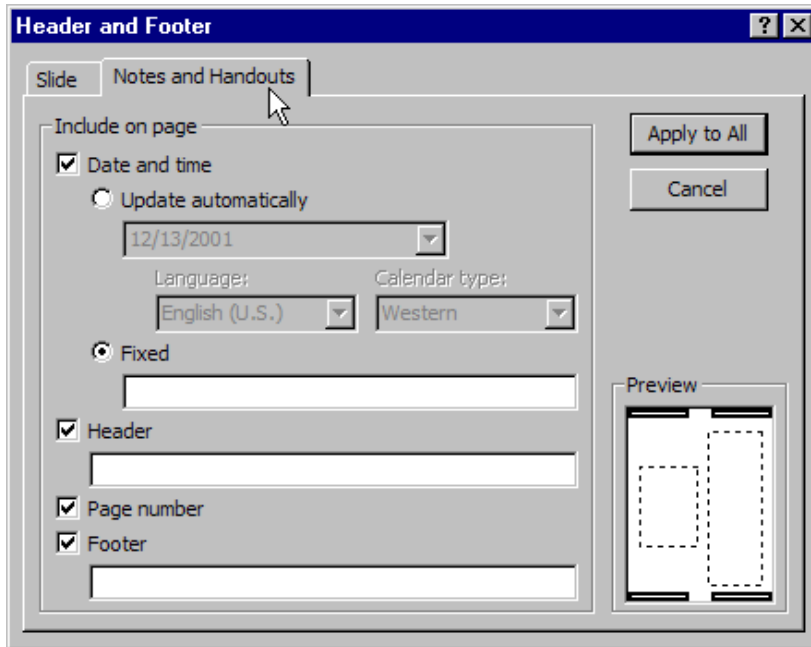 Header and Footer
Slide
Notes and Handouts
Include on page
Apply to All
Date and time
Cancel
Update automatically
12/13/2001
Language:
Calendar type:
English (U.S.)
Western
Fixed
Preview
Header
Page number
Footer